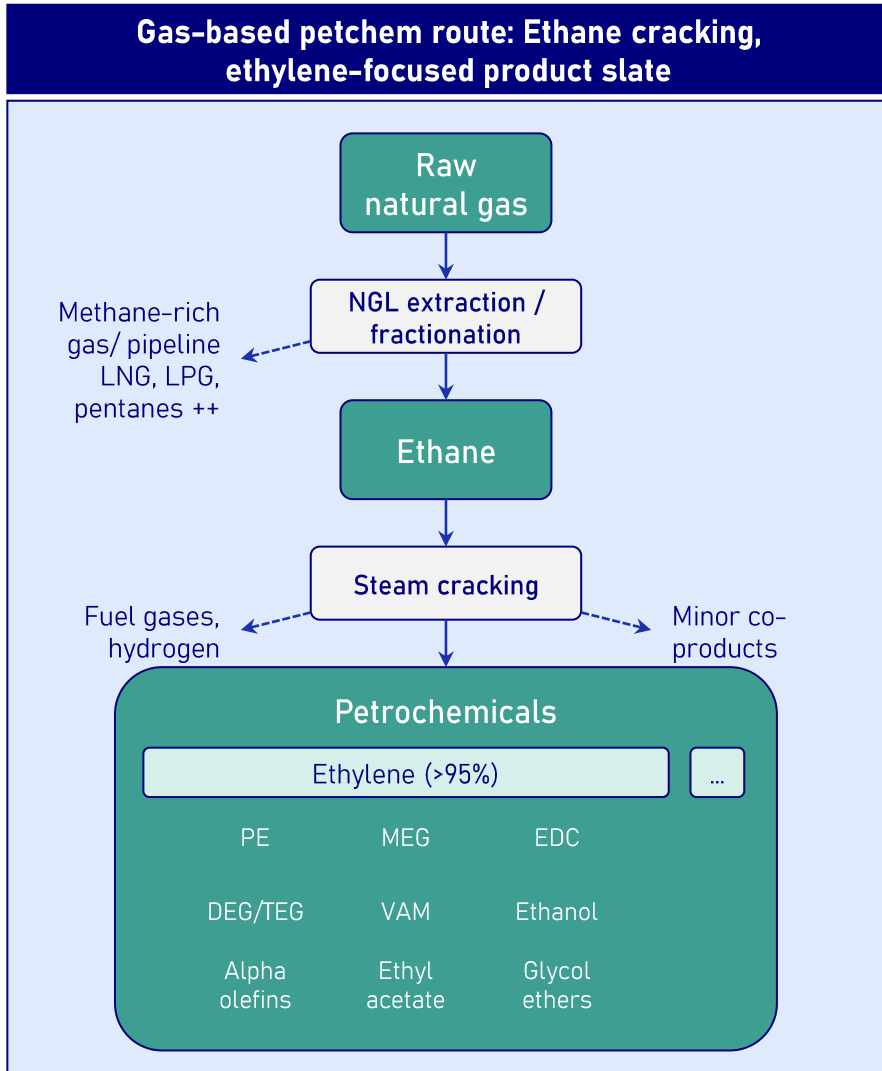 Gas-based petchem route: Ethane cracking,
ethylene-focused product slate
Raw
natural gas
NGL extraction /
fractionation
Methane-rich
gas/ pipeline
LNG, LPG,
pentanes ++
Ethane
Steam cracking
Fuel gases,
hydrogen
Minor co-
products
Petrochemicals
Ethylene (>95%)
...
PE
MEG
EDC
DEG/TEG
VAM
Ethanol
Alpha
olefins
Ethyl
acetate
Glycol
ethers